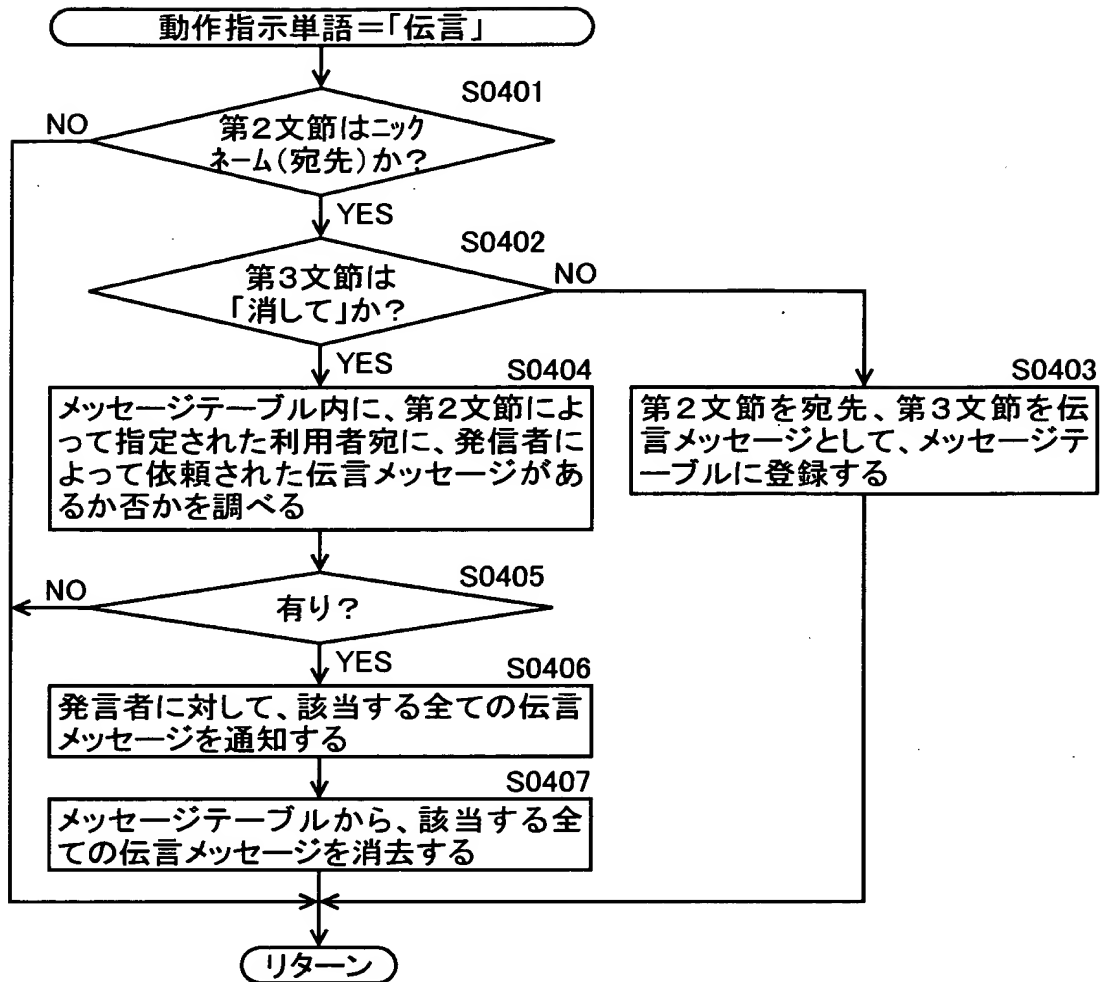 動作指示単語=「伝言」
S0401
NO
第2文節はニック
ネーム(宛先)か?
YES
S0402
第3文節は
「消して」か?
NO
YES
S0404
メッセージテーブル内に、第2文節によ
って指定された利用者宛に、発信者に
よって依頼された伝言メッセージがあ
るか否かを調べる
S0403
第2文節を宛先、第3文節を伝
言メッセージとして、メッセージテ
ーブルに登録する
S0405
NO
有り?
YES
S0406
発言者に対して、該当する全ての伝言
メッセージを通知する
S0407
メッセージテーブルから、該当する全
ての伝言メッセージを消去する
リターン